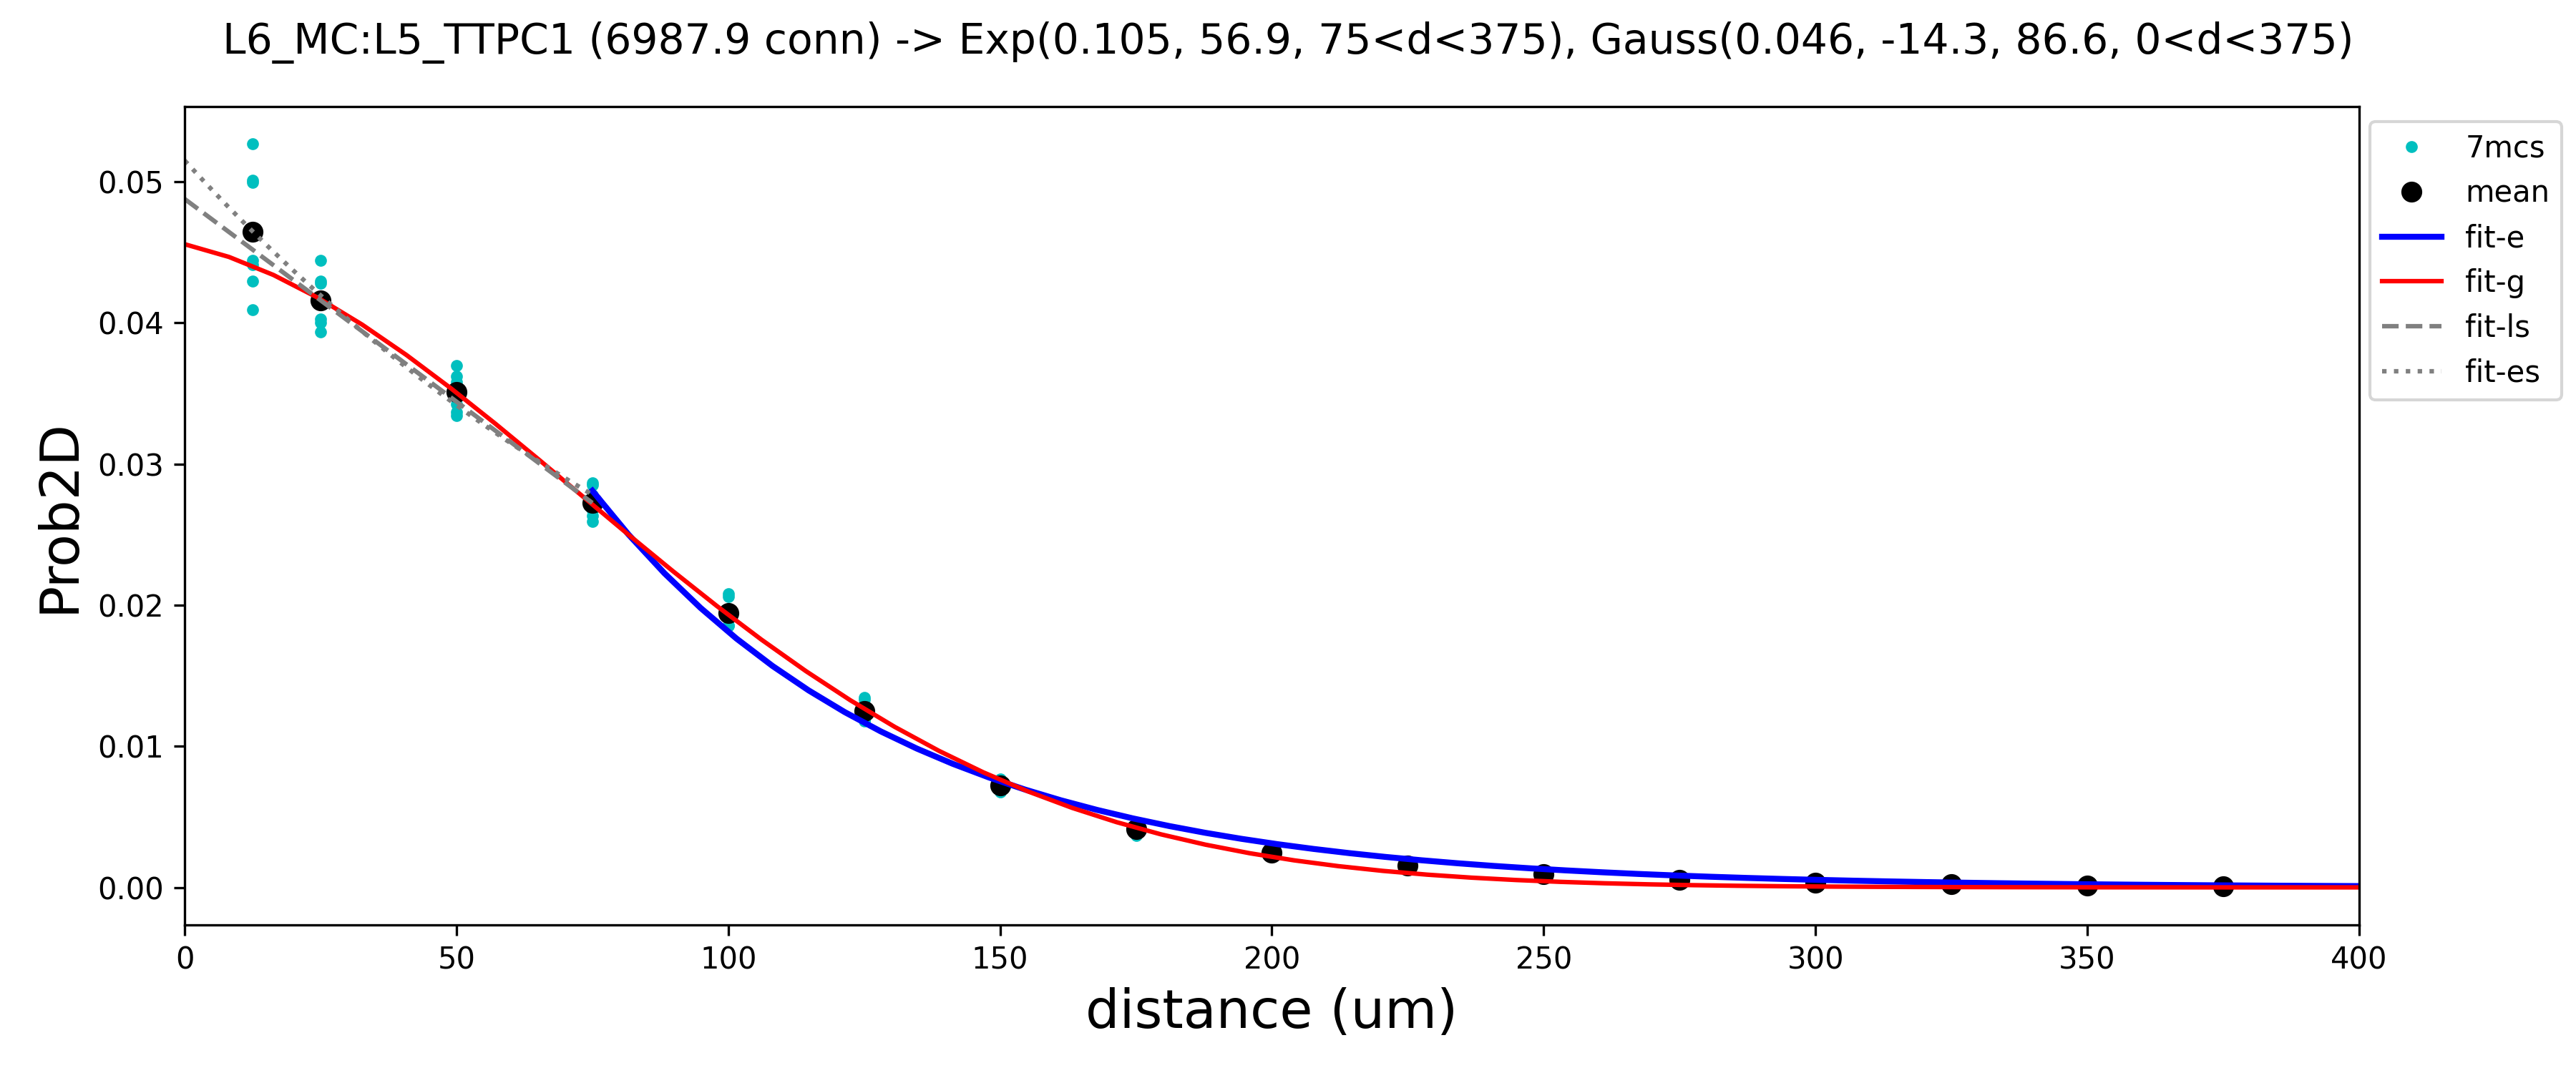 L6_MC:L5_TTPC1 (6987.9 conn) -> Exp(0.105, 56.9, 75<d<375), Gauss(0.046, -14.3, 86.6, 0<d<375)
7mcs
mean
fit-e
fit-g
fit-ls
fit-es
Prob2D
0.05
0.04
0.03
0.02
0.01
0.00
0 50 100 150 200 250 300 350 400
distance (um)